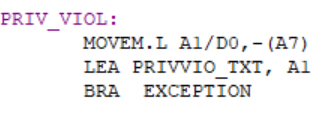 PRIV_VIOL:
MOVEM.L A1/D0,-(A7)
LEA PRIVVIO_TXT, A1
BRA EXCEPTION